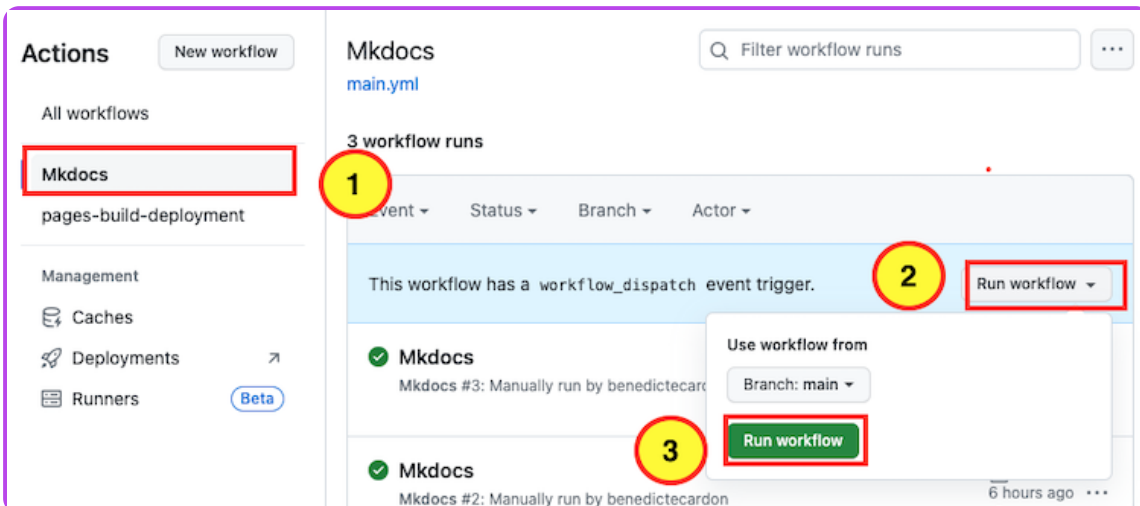 Actions
New workflow
All workflows
Mkdocs
pages-build-deployment
Management
Caches
Deployments
Runners
Beta
Mkdocs
main.yml
Filter workflow runs
3 workflow runs
1
Event
Status
Branch
Actor
This workflow has a workflow_dispatch event trigger.
2
Run workflow
Use workflow from
Branch: main
3
Run workflow
Mkdocs
Mkdocs #3: Manually run by benedictecard
Mkdocs
Mkdocs #2: Manually run by benedictecardon
6 hours ago